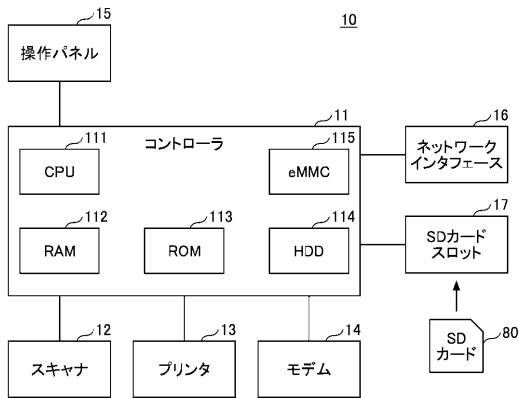 15
10
操作パネル
11
コントローラ
16
111
CPU
115
eMMC
ネットワーク
インタフェース
112
RAM
113
ROM
114
HDD
17
SDカード
スロット
12
スキャナ
13
プリンタ
14
モデム
SD
カード
80